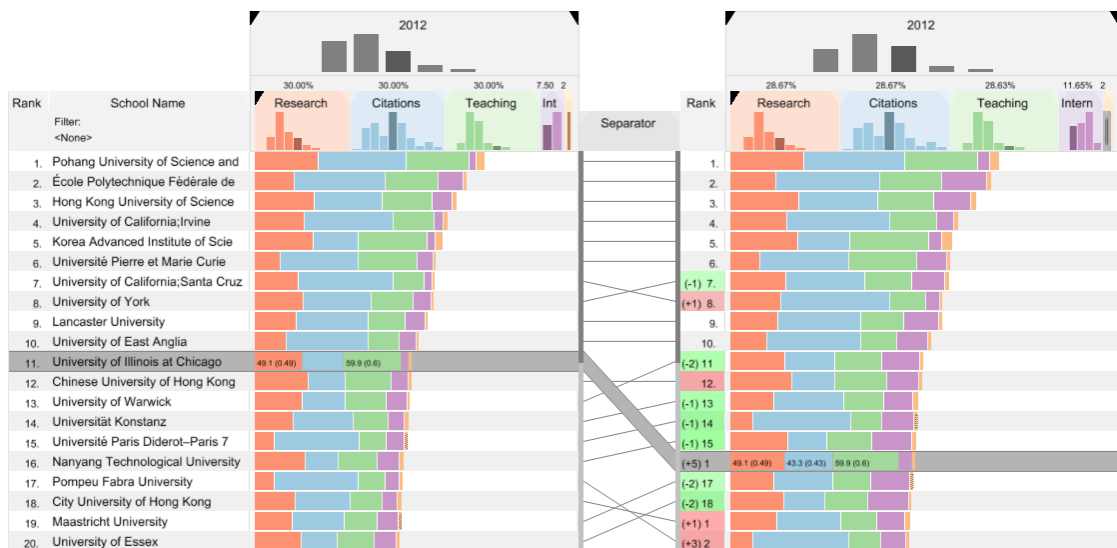 2012
2012
30.00% 30.00% 30.00% 7.50 2
28.67% 28.67% 28.63% 11.65% 2
Rank School Name Research Citations Teaching Int
Separator
Rank Research Citations Teaching Intern
Filter:
<None>
1. Pohang University of Science and
1.
2. École Polytechnique Fédérale de
2.
3. Hong Kong University of Science
3.
4. University of California;Irvine
4.
5. Korea Advanced Institute of Scie
5.
6. Université Pierre et Marie Curie
6.
7. University of California;Santa Cruz
(-1) 7.
8. University of York
(+1) 8.
9. Lancaster University
9.
10. University of East Anglia
10.
11. University of Illinois at Chicago 49.1 (0.49) 59.9 (0.6)
(-2) 11
12. Chinese University of Hong Kong
12.
13. University of Warwick
(-1) 13
14. Universität Konstanz
(-1) 14
15. Université Paris Diderot–Paris 7
(-1) 15
16. Nanyang Technological University
(+5) 1 49.1 (0.49) 43.3 (0.43) 59.9 (0.6)
17. Pompeu Fabra University
(-2) 17
18. City University of Hong Kong
(-2) 18
19. Maastricht University
(+1) 1
20. University of Essex
(+3) 2